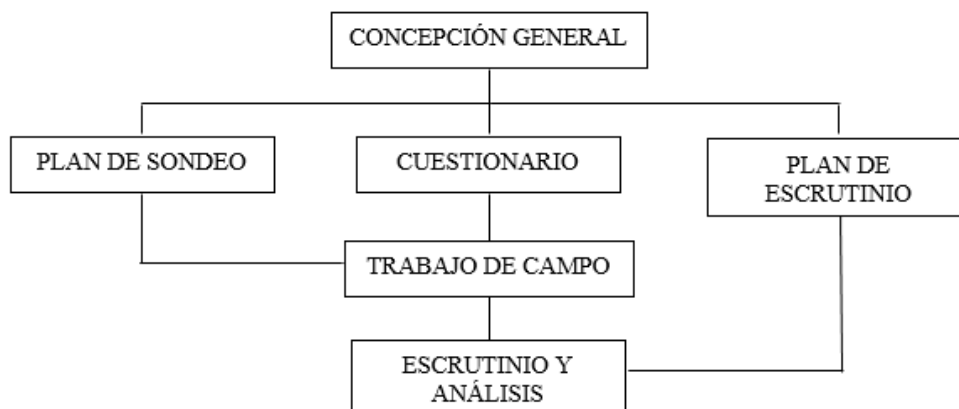 CONCEPCIÓN GENERAL
PLAN DE SONDEO
CUESTIONARIO
PLAN DE
ESCRUTINIO
TRABAJO DE CAMPO
ESCRUTINIO Y
ANÁLISIS